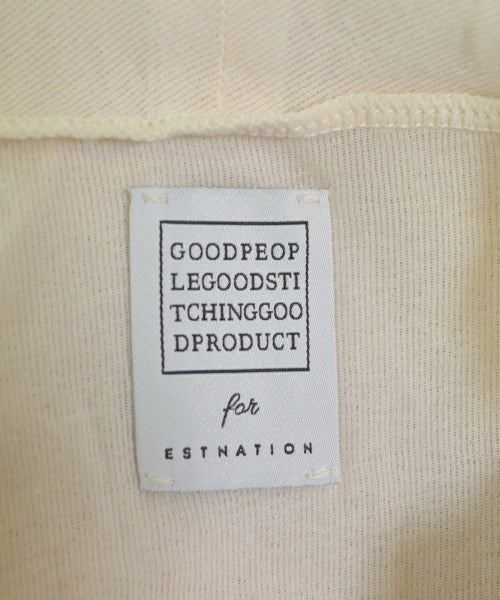 GOODPEOP
LEGOODSTI
TCHINGGOO
DPRODUCT
for
ESTNATION